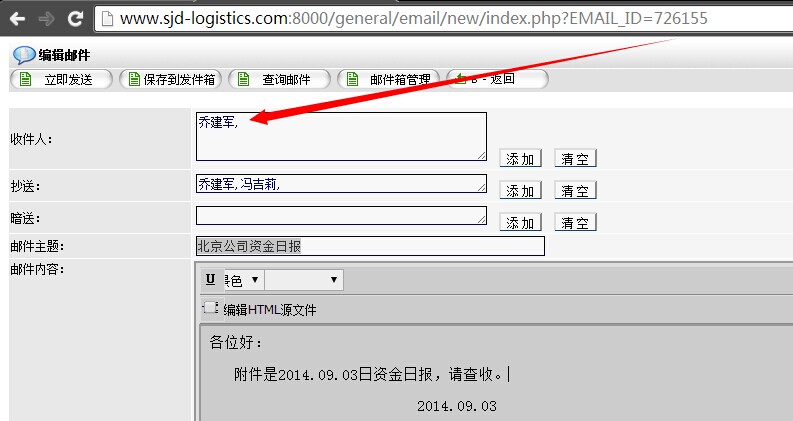 www.sjd-logistics.com:8000/general/email/new/index.php?EMAIL_ID=726155
编辑邮件
立即发送 保存到发件箱 查询邮件 邮件箱管理 返回
收件人： 乔建军,
添加 清空
抄送： 乔建军,冯吉莉, 添加 清空
暗送： 添加 清空
邮件主题： 北京公司资金日报
邮件内容：
U 景色
编辑HTML源文件
各位好：
附件是2014.09.03日资金日报，请查收。
2014.09.03